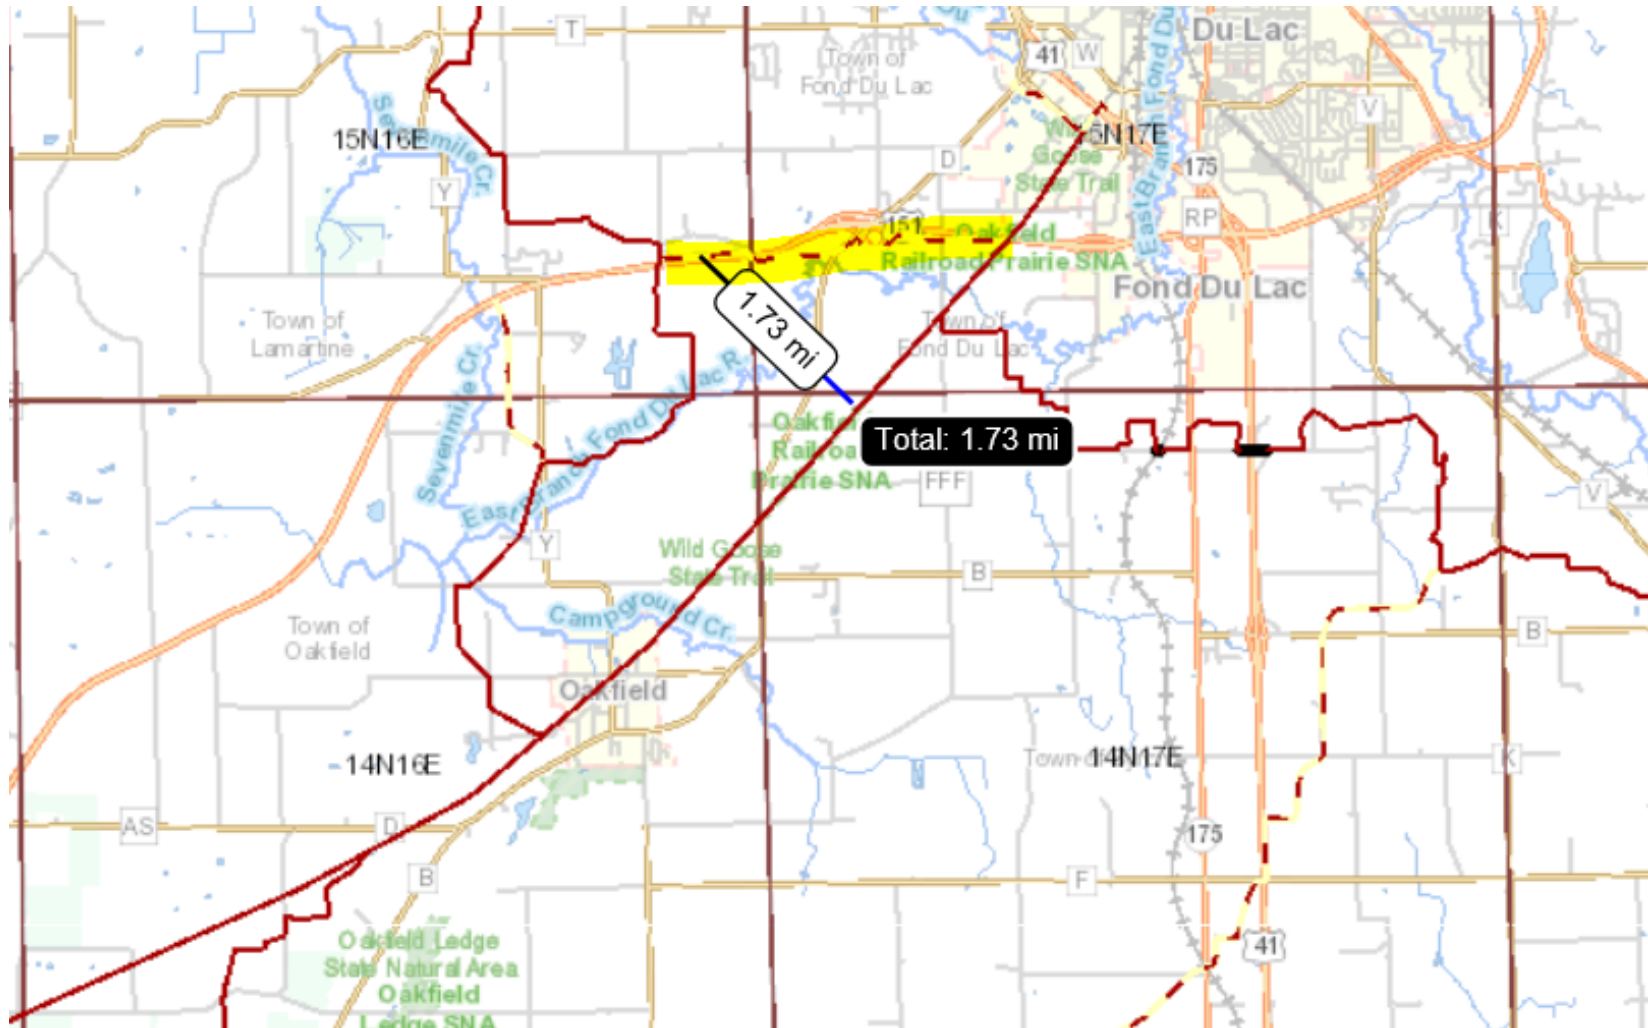 Du Lac
T
41
W
Town of
Fond Du Lac
V
Sevenmile Cr.
15N16E
5N17E
D
Goose
State Trail
175
Y
RP
K
151
Oakfield
Railroad Prairie SNA
East Branch Fond Du
Fond Du Lac
1.73 mi
Town of
Lamartine
Town of
Fond Du Lac
Sevenmile Cr.
East Branch Fond Du Lac R.
Oakfiel
Railroa
Prairie SNA
Total: 1.73 mi
FFF
V
Y
Wild Goose
State Trail
B
Campground Cr.
Town of
Oakfield
B
Oakfield
14N16E
Town
14N17E
K
AS
D
175
B
F
Oakfield Ledge
State Natural Area
Oakfield
Ledge SNA
41